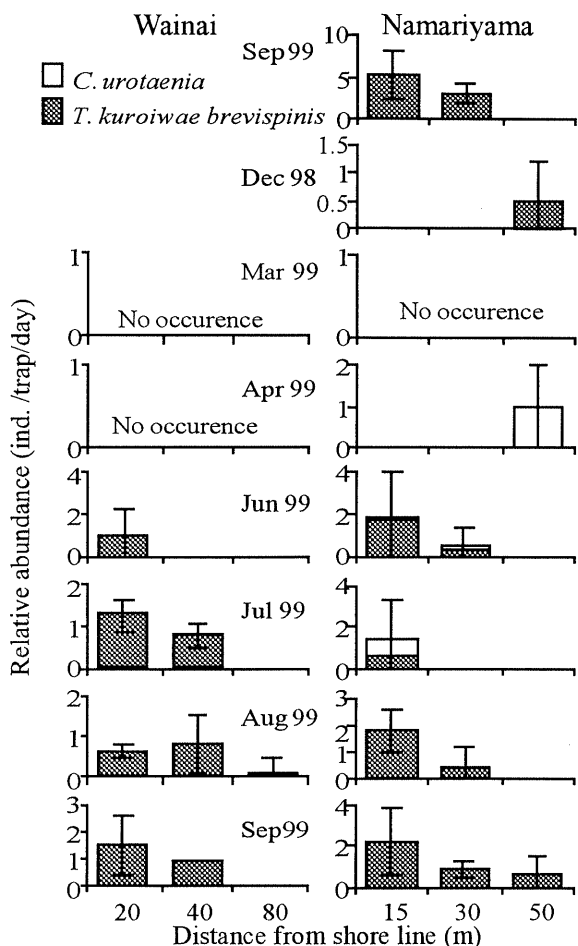 Wainai Namariyama
C. urotaenia
T. kuroiwae brevispinis
Relative abundance (ind./trap/day)
Sep 99
10
5
0
Dec 98
1.5
1
0.5
0
Mar 99
1
0
No occurence
1
0
No occurence
Apr 99
1
0
No occurence
2
1
0
Jun 99
4
2
0
4
2
0
Jul 99
2
1
0
4
2
0
Aug 99
2
1
0
3
2
1
0
Sep99
3
2
1
0
4
2
0
20 40 80 15 30 50
Distance from shore line (m)